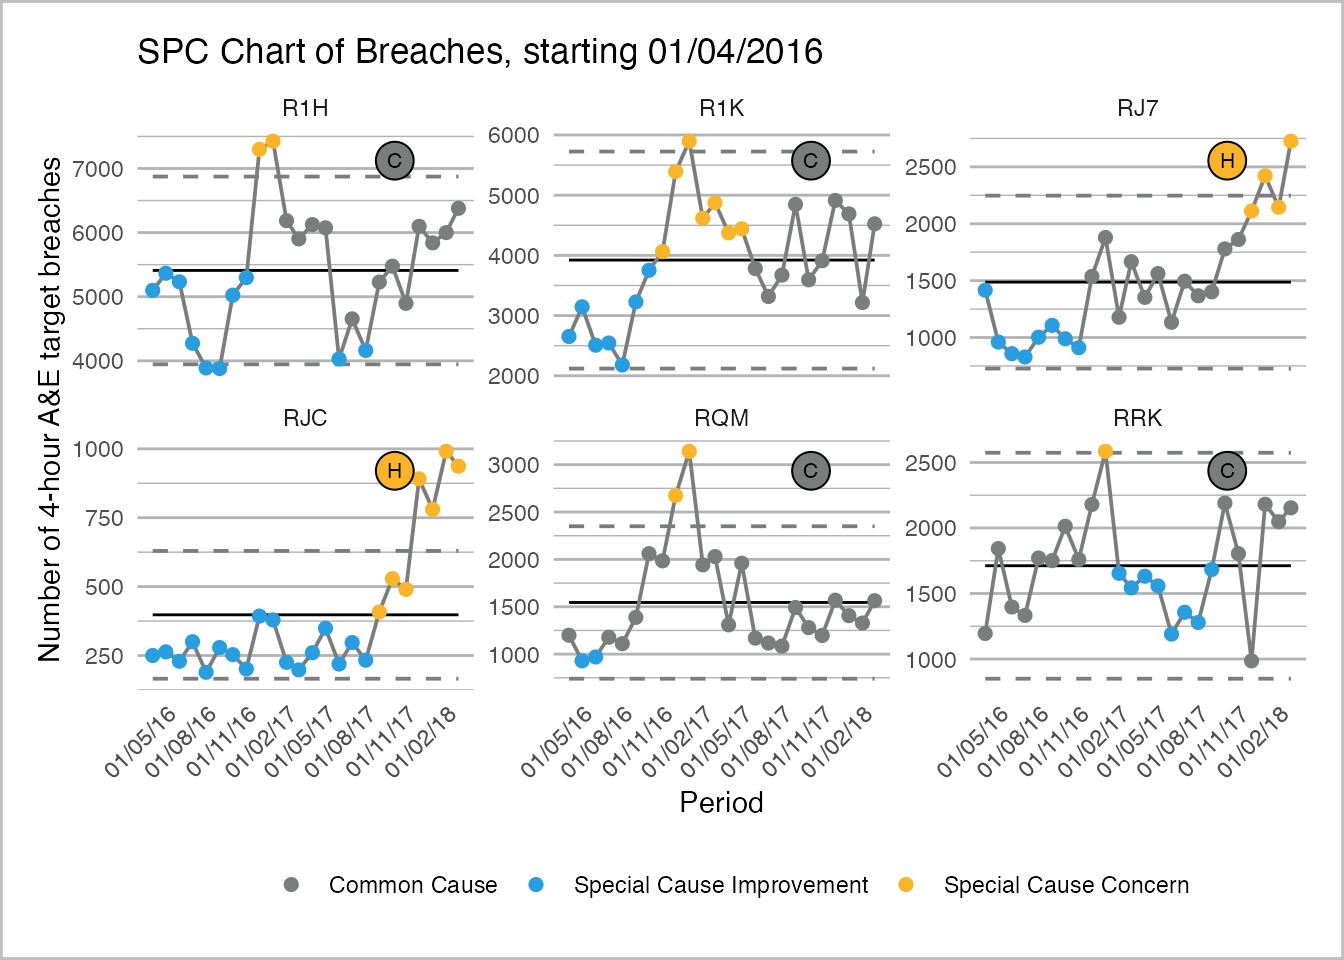 SPC Chart of Breaches, starting 01/04/2016
Number of 4-hour A&E target breaches
R1H
7000
6000
5000
4000
C
R1K
6000
5000
4000
3000
2000
C
RJ7
2500
2000
1500
1000
H
RJC
1000
750
500
250
H
01/05/16
01/08/16
01/11/16
01/02/17
01/05/17
01/08/17
01/11/17
01/02/18
RQM
3000
2500
2000
1500
1000
C
01/05/16
01/08/16
01/11/16
01/02/17
01/05/17
01/08/17
01/11/17
01/02/18
RRK
2500
2000
1500
1000
C
01/05/16
01/08/16
01/11/16
01/02/17
01/05/17
01/08/17
01/11/17
01/02/18
Period
Common Cause
Special Cause Improvement
Special Cause Concern